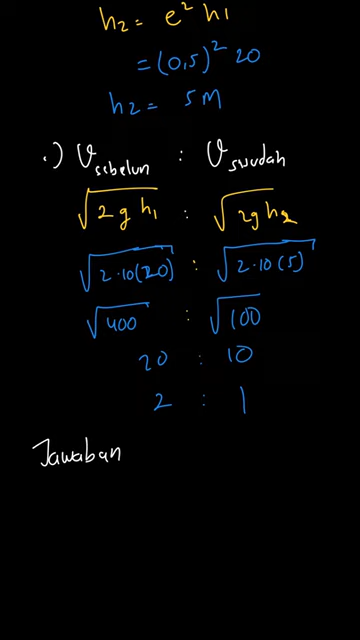 h₂ = e² h₁
= (0,5)² 20
h₂ = 5 M
.) V sebelum : V sesudah
√2 g h₁ : √2g h₂
√2·10(20) : √2·10(5)
√400 : √100
20 : 10
2 : 1
Jawaban